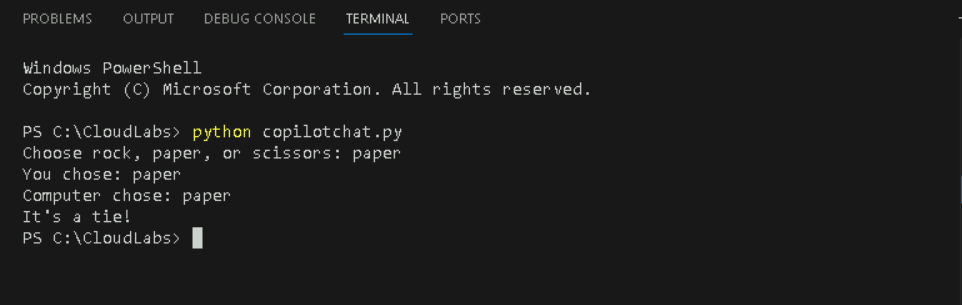 PROBLEMS OUTPUT DEBUG CONSOLE TERMINAL PORTS
Windows PowerShell
Copyright (C) Microsoft Corporation. All rights reserved.
PS C:\CloudLabs> python copilotchat.py
Choose rock, paper, or scissors: paper
You chose: paper
Computer chose: paper
It's a tie!
PS C:\CloudLabs>